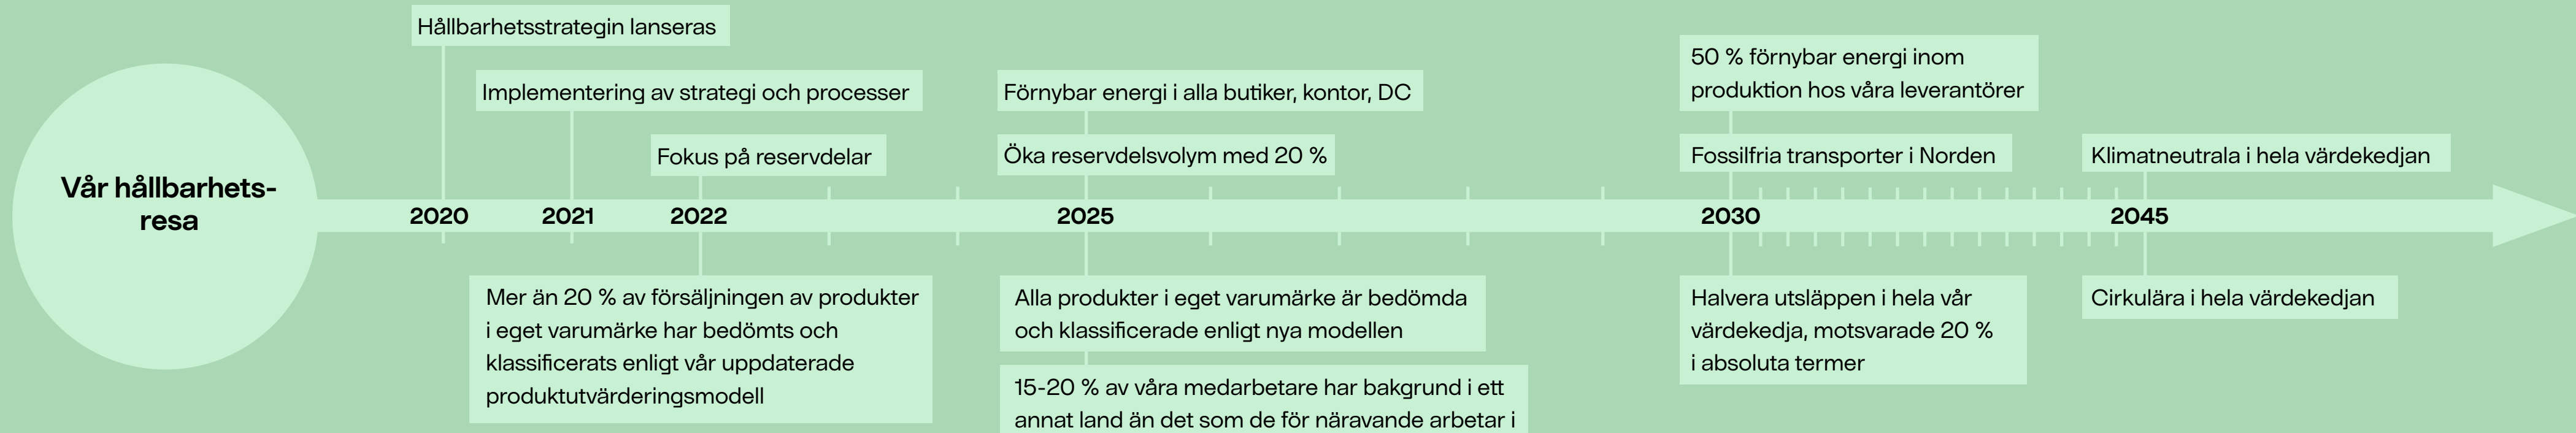 Vår hållbarhets-
resa
Hållbarhetsstrategin lanseras
2020
Implementering av strategi och processer
2021
Fokus på reservdelar
2022
Mer än 20 % av försäljningen av produkter
i eget varumärke har bedömts och
klassificerats enligt vår uppdaterade
produktutvärderingsmodell
Förnybar energi i alla butiker, kontor, DC
Öka reservdelsvolym med 20 %
2025
Alla produkter i eget varumärke är bedömda
och klassificerade enligt nya modellen
15-20 % av våra medarbetare har bakgrund i ett
annat land än det som de för näravande arbetar i
50 % förnybar energi inom
produktion hos våra leverantörer
Fossilfria transporter i Norden
2030
Halvera utsläppen i hela vår
värdekedja, motsvarade 20 %
i absoluta termer
Klimatneutrala i hela värdekedjan
2045
Cirkulära i hela värdekedjan